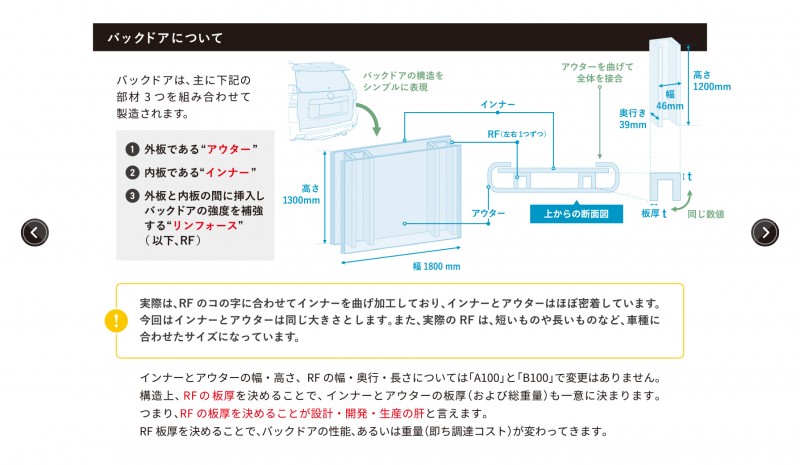 バックドアについて
バックドアは、主に下記の
部材３つを組み合わせて
製造されます。
❶ 外板である“アウター”
❷ 内板である“インナー”
❸ 外板と内板の間に挿入し
バックドアの強度を補強
する“リンフォース”
（以下、RF）
バックドアの構造を
シンプルに表現
インナー
RF（左右1つずつ）
アウター
高さ
1300mm
幅 1800 mm
アウターを曲げて
全体を接合
上からの断面図
高さ
1200mm
幅
46mm
奥行き
39mm
t
板厚 t
同じ数値
!
実際は、RF のコの字に合わせてインナーを曲げ加工しており、インナーとアウターはほぼ密着しています。
今回はインナーとアウターは同じ大きさとします。また、実際の RF は、短いものや長いものなど、車種に
合わせたサイズになっています。
インナーとアウターの幅・高さ、RF の幅・奥行・長さについては「A100」と「B100」で変更はありません。
構造上、RF の板厚を決めることで、インナーとアウターの板厚（および総重量）も一意に決まります。
つまり、RF の板厚を決めることが設計・開発・生産の肝と言えます。
RF 板厚を決めることで、バックドアの性能、あるいは重量（即ち調達コスト）が変わってきます。